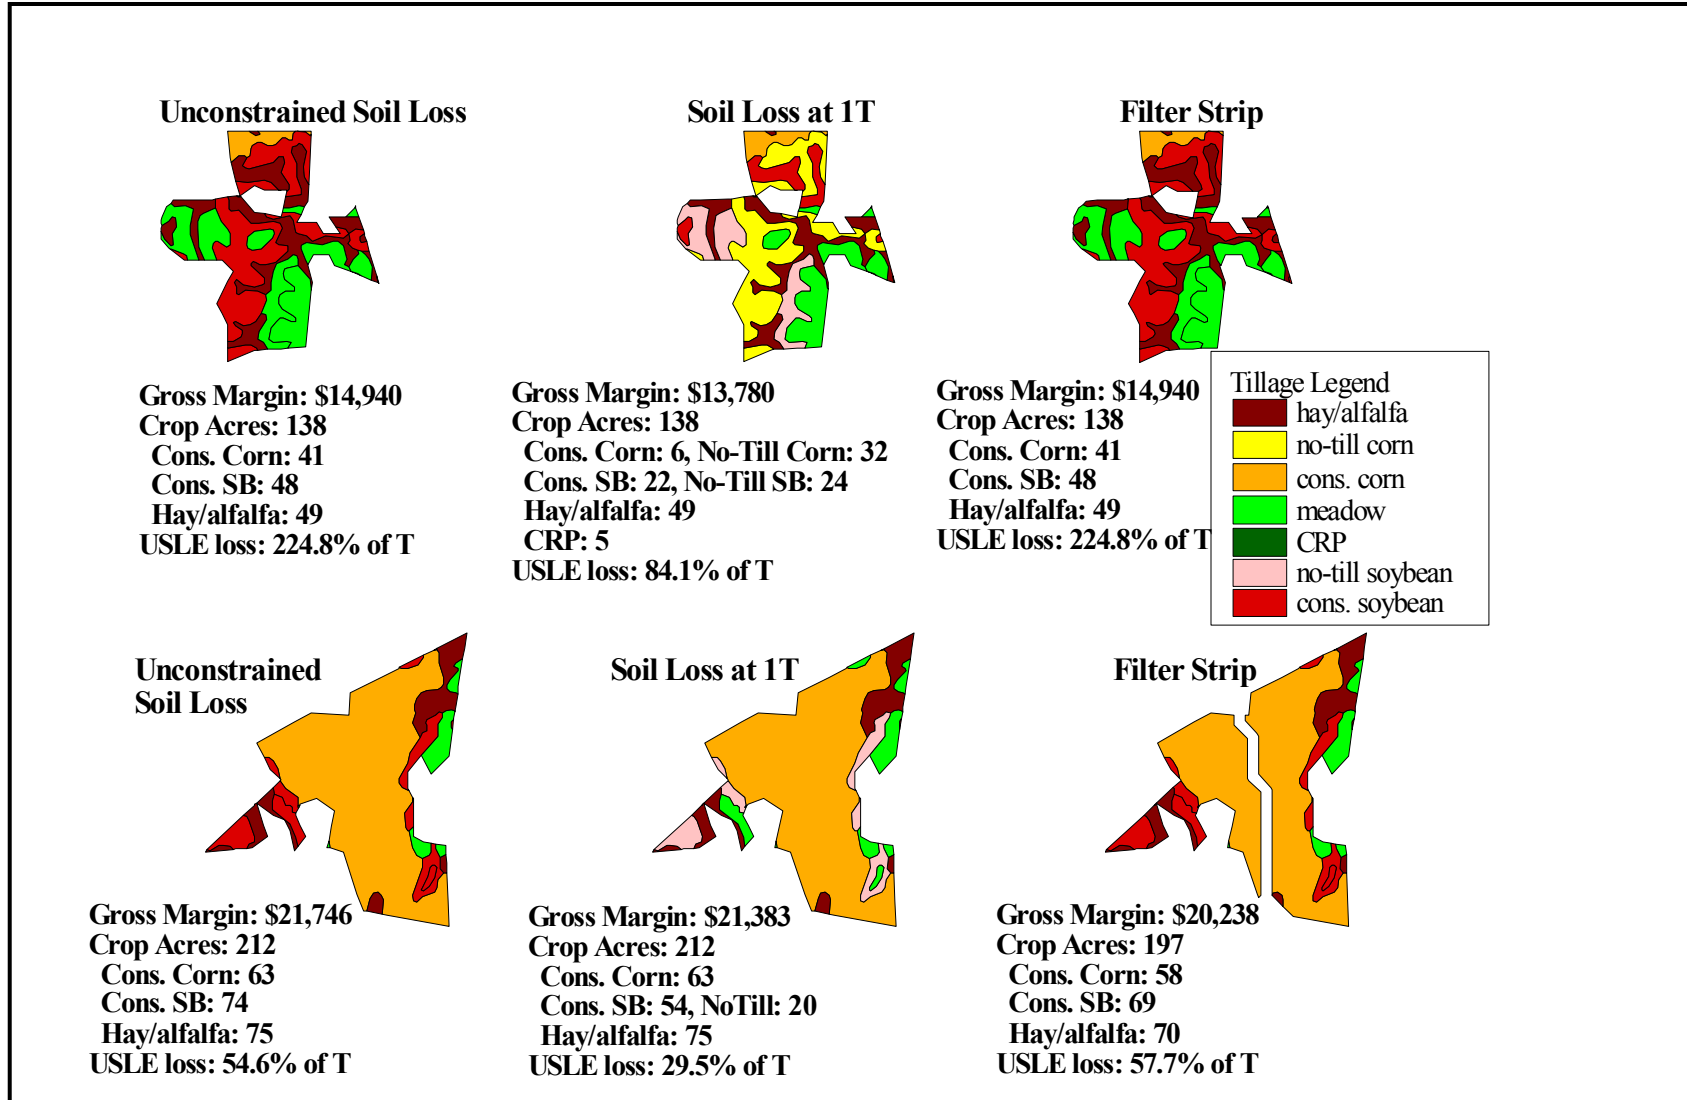 Unconstrained Soil Loss
Soil Loss at 1T
Filter Strip
Gross Margin: $14,940
Crop Acres: 138
Cons. Corn: 41
Cons. SB: 48
Hay/alfalfa: 49
USLE loss: 224.8% of T
Gross Margin: $13,780
Crop Acres: 138
Cons. Corn: 6, No-Till Corn: 32
Cons. SB: 22, No-Till SB: 24
Hay/alfalfa: 49
CRP: 5
USLE loss: 84.1% of T
Gross Margin: $14,940
Crop Acres: 138
Cons. Corn: 41
Cons. SB: 48
Hay/alfalfa: 49
USLE loss: 224.8% of T
Tillage Legend
hay/alfalfa
no-till corn
cons. corn
meadow
CRP
no-till soybean
cons. soybean
Unconstrained
Soil Loss
Soil Loss at 1T
Filter Strip
Gross Margin: $21,746
Crop Acres: 212
Cons. Corn: 63
Cons. SB: 74
Hay/alfalfa: 75
USLE loss: 54.6% of T
Gross Margin: $21,383
Crop Acres: 212
Cons. Corn: 63
Cons. SB: 54, NoTill: 20
Hay/alfalfa: 75
USLE loss: 29.5% of T
Gross Margin: $20,238
Crop Acres: 197
Cons. Corn: 58
Cons. SB: 69
Hay/alfalfa: 70
USLE loss: 57.7% of T